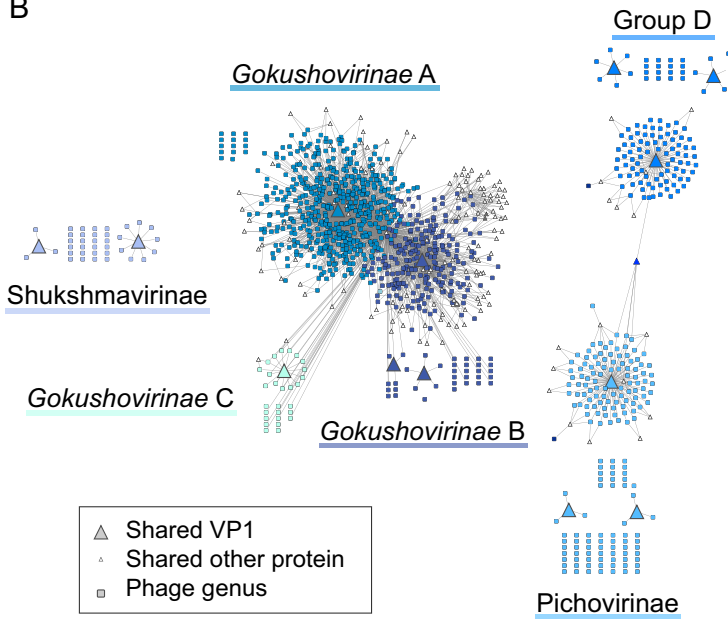 B
Group D
Gokushovirinae A
Shukshmavirinae
Gokushovirinae C
Gokushovirinae B
Shared VP1
Shared other protein
Phage genus
Pichovirinae